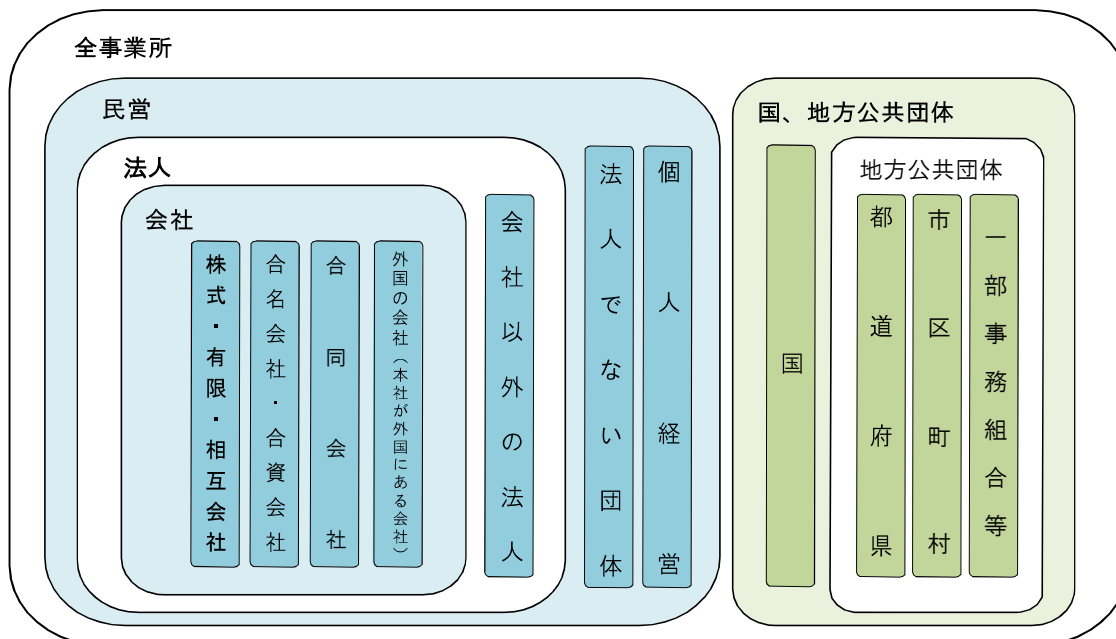 全事業所
民営
法人
会社
株式・有限・相互会社
合名会社・合資会社
合同会社
外国の会社(本社が外国にある会社)
会社以外の法人
法人でない団体
個人経営
国、地方公共団体
国
地方公共団体
都道府県
市区町村
一部事務組合等